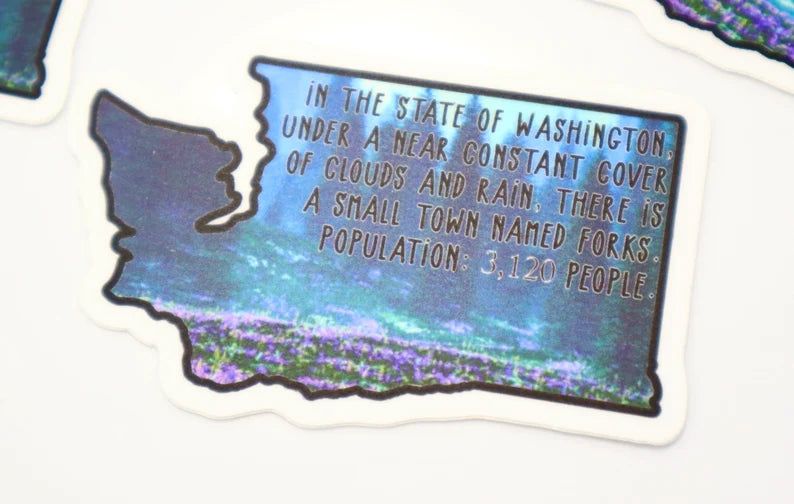 iN THE STATE OF WASHiNGTON,
UNDER A NEAR CONSTANT COVER
OF CLOUDS AND RAiN, THERE iS
A SMALL TOWN NAMED FORKS.
POPULATiON: 3,120 PEOPLE.